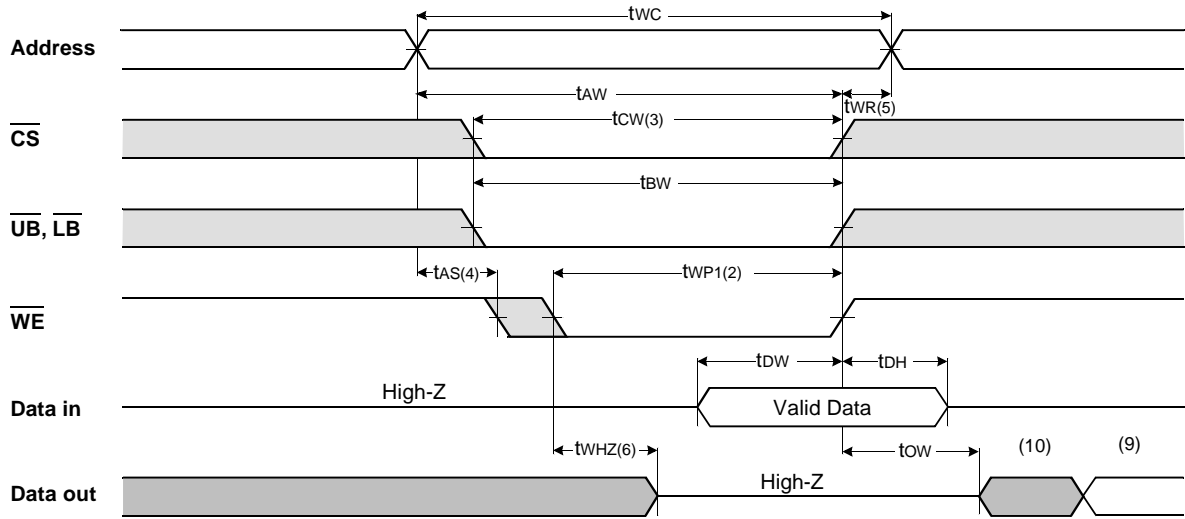 tWC
Address
tAW
tWR(5)
tCW(3)
CS
tBW
UB, LB
tAS(4)
tWP1(2)
WE
tDW
tDH
High-Z
Data in
Valid Data
tWHZ(6)
tOW
(10)
(9)
High-Z
Data out